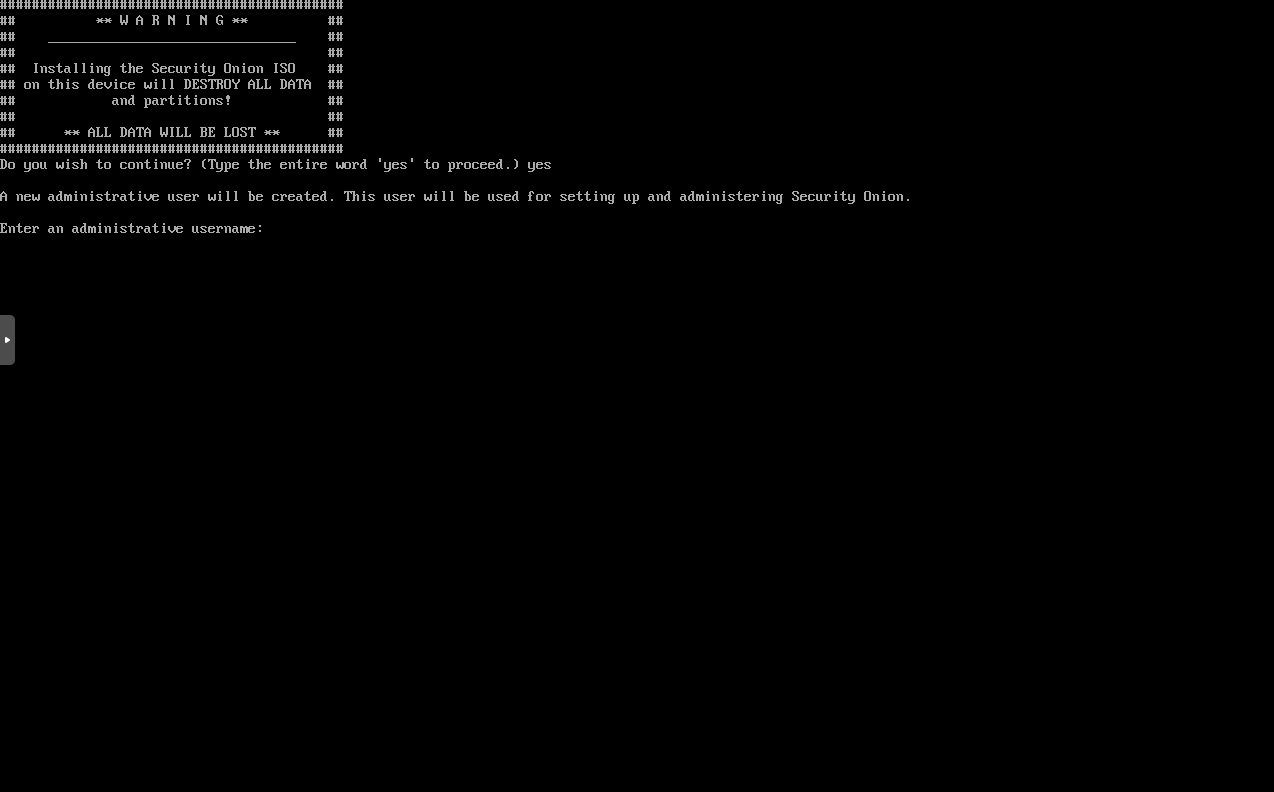 ###########################################
##          ** W A R N I N G **          ##
##    _______________________________    ##
##                                       ##
##  Installing the Security Onion ISO    ##
## on this device will DESTROY ALL DATA  ##
##            and partitions!            ##
##                                       ##
##      ** ALL DATA WILL BE LOST **      ##
###########################################
Do you wish to continue? (Type the entire word 'yes' to proceed.) yes
A new administrative user will be created. This user will be used for setting up and administering Security Onion.
Enter an administrative username: